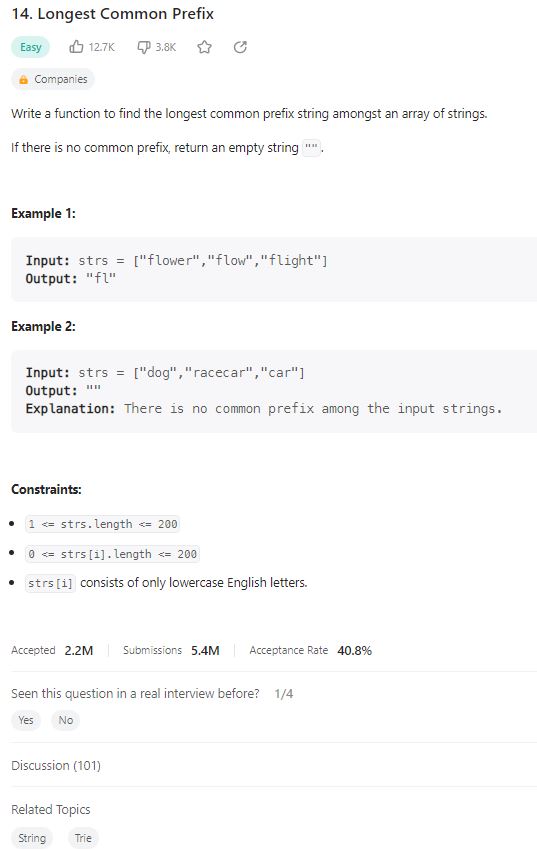 14. Longest Common Prefix
Easy 12.7K 3.8K
Companies
Write a function to find the longest common prefix string amongst an array of strings.
If there is no common prefix, return an empty string "".
Example 1:
Input: strs = ["flower","flow","flight"]
Output: "fl"
Example 2:
Input: strs = ["dog","racecar","car"]
Output: ""
Explanation: There is no common prefix among the input strings.
Constraints:
• 1 <= strs.length <= 200
• 0 <= strs[i].length <= 200
• strs[i] consists of only lowercase English letters.
Accepted 2.2M Submissions 5.4M Acceptance Rate 40.8%
Seen this question in a real interview before? 1/4
Yes No
Discussion (101)
Related Topics
String Trie